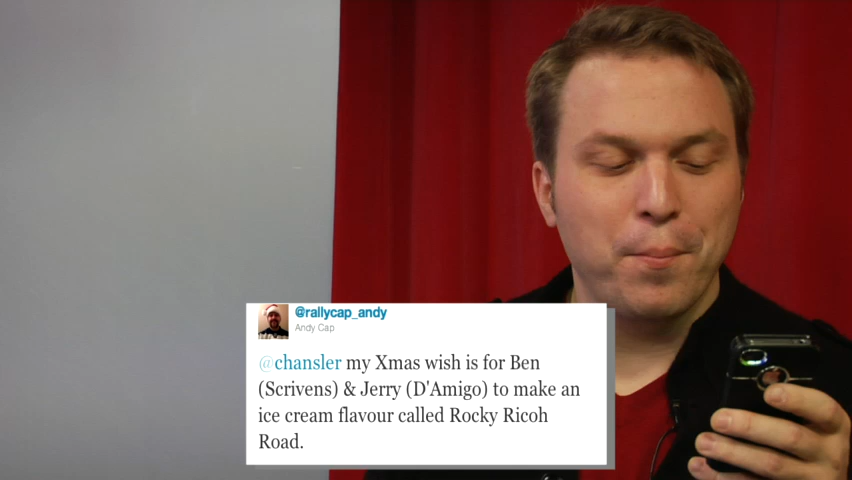 @rallycap_andy
Andy Cap
@chansler my Xmas wish is for Ben
(Scrivens) & Jerry (D'Amigo) to make an
ice cream flavour called Rocky Ricoh
Road.